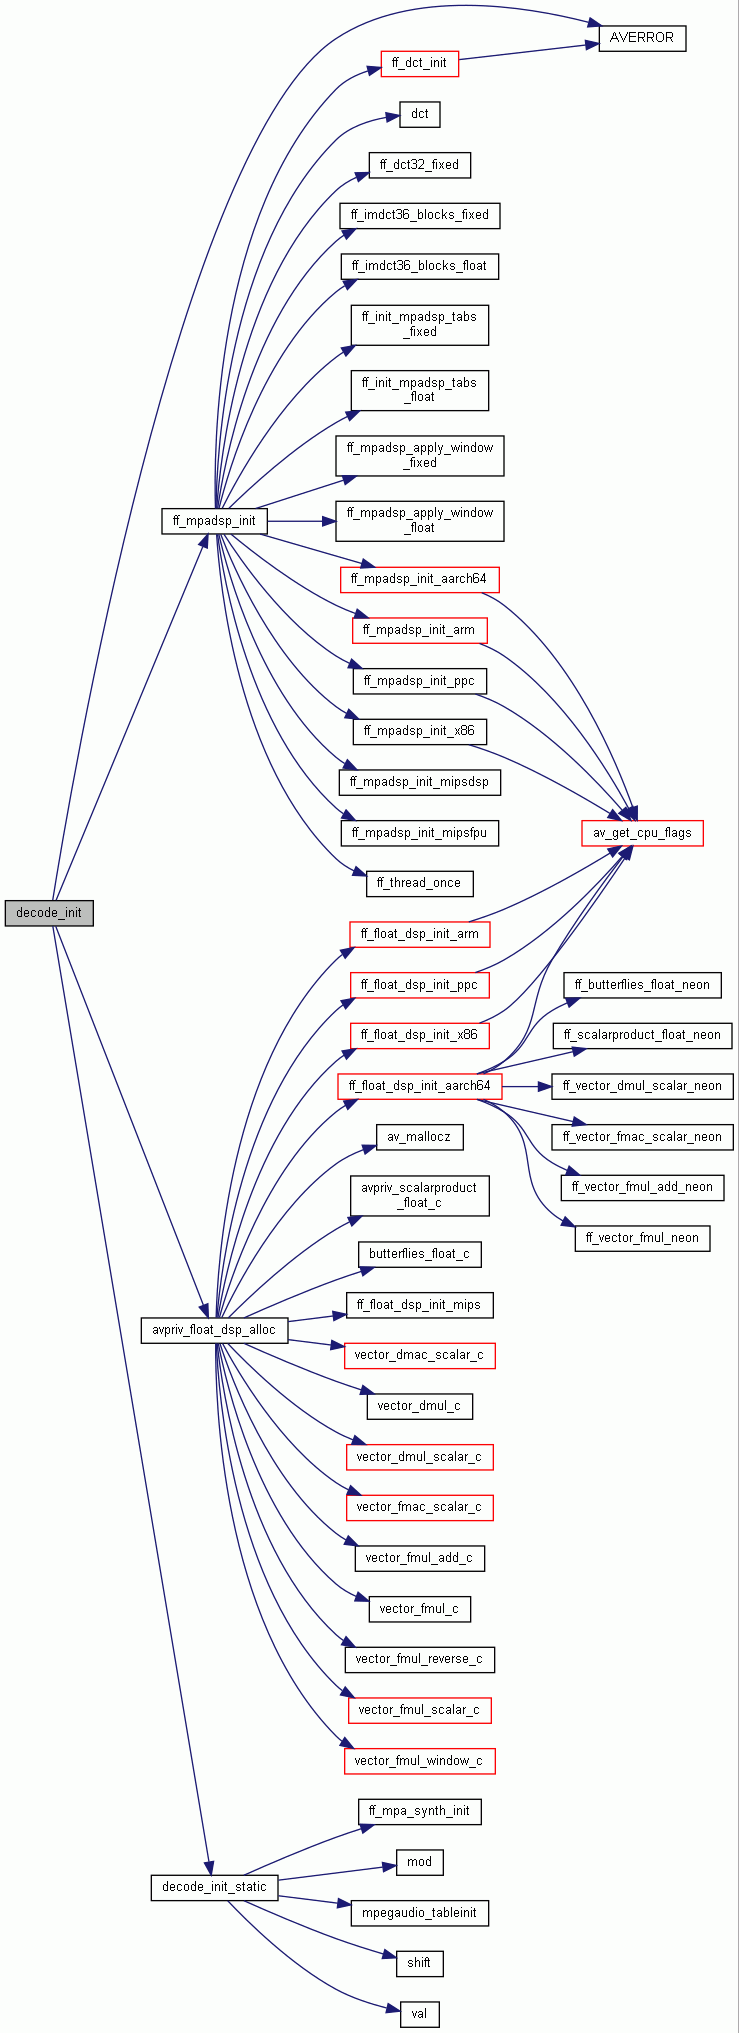 AVERROR
ff_dct_init
dct
ff_dct32_fixed
ff_imdct36_blocks_fixed
ff_imdct36_blocks_float
ff_init_mpadsp_tabs
_fixed
ff_init_mpadsp_tabs
_float
ff_mpadsp_apply_window
_fixed
ff_mpadsp_init
ff_mpadsp_apply_window
_float
ff_mpadsp_init_aarch64
ff_mpadsp_init_arm
ff_mpadsp_init_ppc
ff_mpadsp_init_x86
ff_mpadsp_init_mipsdsp
ff_mpadsp_init_mipsfpu
av_get_cpu_flags
ff_thread_once
decode_init
ff_float_dsp_init_arm
ff_float_dsp_init_ppc
ff_butterflies_float_neon
ff_float_dsp_init_x86
ff_scalarproduct_float_neon
ff_float_dsp_init_aarch64
ff_vector_dmul_scalar_neon
av_mallocz
ff_vector_fmac_scalar_neon
avpriv_scalarproduct
_float_c
ff_vector_fmul_add_neon
ff_vector_fmul_neon
butterflies_float_c
ff_float_dsp_init_mips
avpriv_float_dsp_alloc
vector_dmac_scalar_c
vector_dmul_c
vector_dmul_scalar_c
vector_fmac_scalar_c
vector_fmul_add_c
vector_fmul_c
vector_fmul_reverse_c
vector_fmul_scalar_c
vector_fmul_window_c
ff_mpa_synth_init
mod
decode_init_static
mpegaudio_tableinit
shift
val